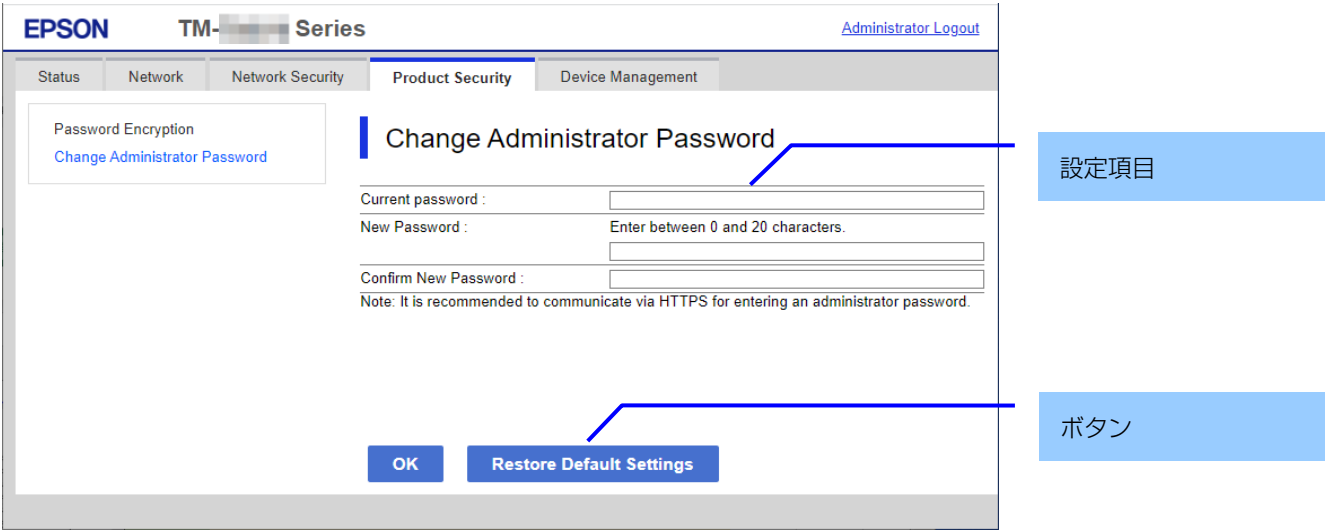 EPSON TM- Series Administrator Logout
Status Network Network Security Product Security Device Management
Password Encryption
Change Administrator Password
Change Administrator Password
設定項目
Current password :
New Password : Enter between 0 and 20 characters.
Confirm New Password :
Note: It is recommended to communicate via HTTPS for entering an administrator password.
ボタン
OK Restore Default Settings